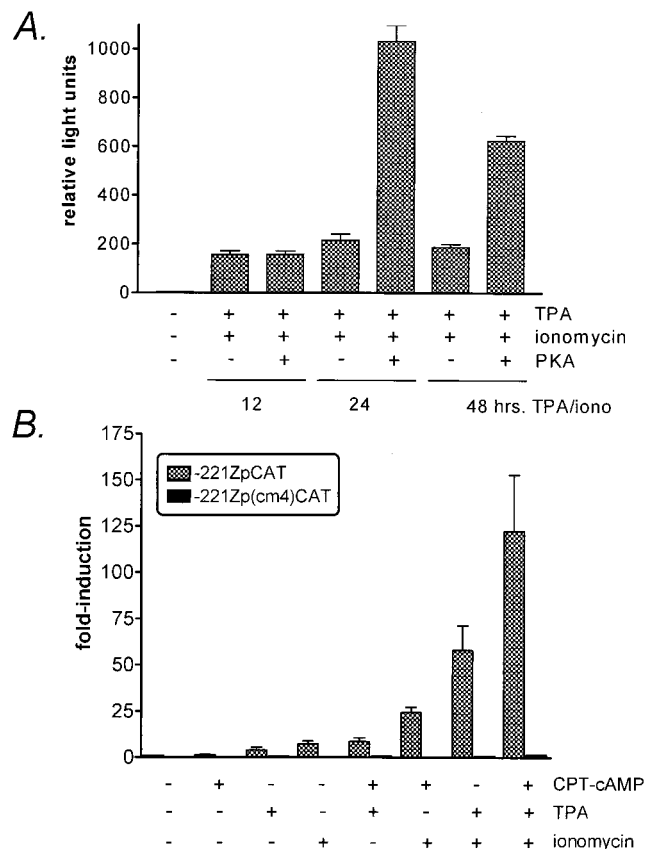 A.
relative light units
1000
800
600
400
200
0
- + + + + + + TPA
- + + + + + + ionomycin
- - + - + - + PKA
12 24 48 hrs. TPA/iono
B.
fold-induction
175
150
125
100
75
50
25
0
-221ZpCAT
-221Zp(cm4)CAT
- + - - + + - + CPT-cAMP
- - + - + - + + TPA
- - - + - + + + ionomycin